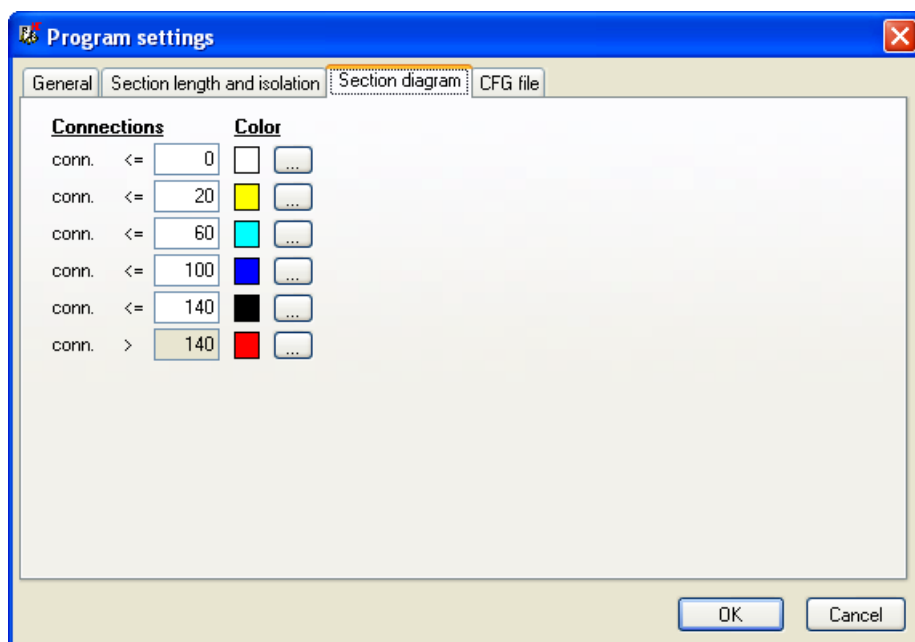 Program settings
General Section length and isolation Section diagram CFG file
Connections Color
conn. <= 0 ...
conn. <= 20 ...
conn. <= 60 ...
conn. <= 100 ...
conn. <= 140 ...
conn. > 140 ...
OK Cancel